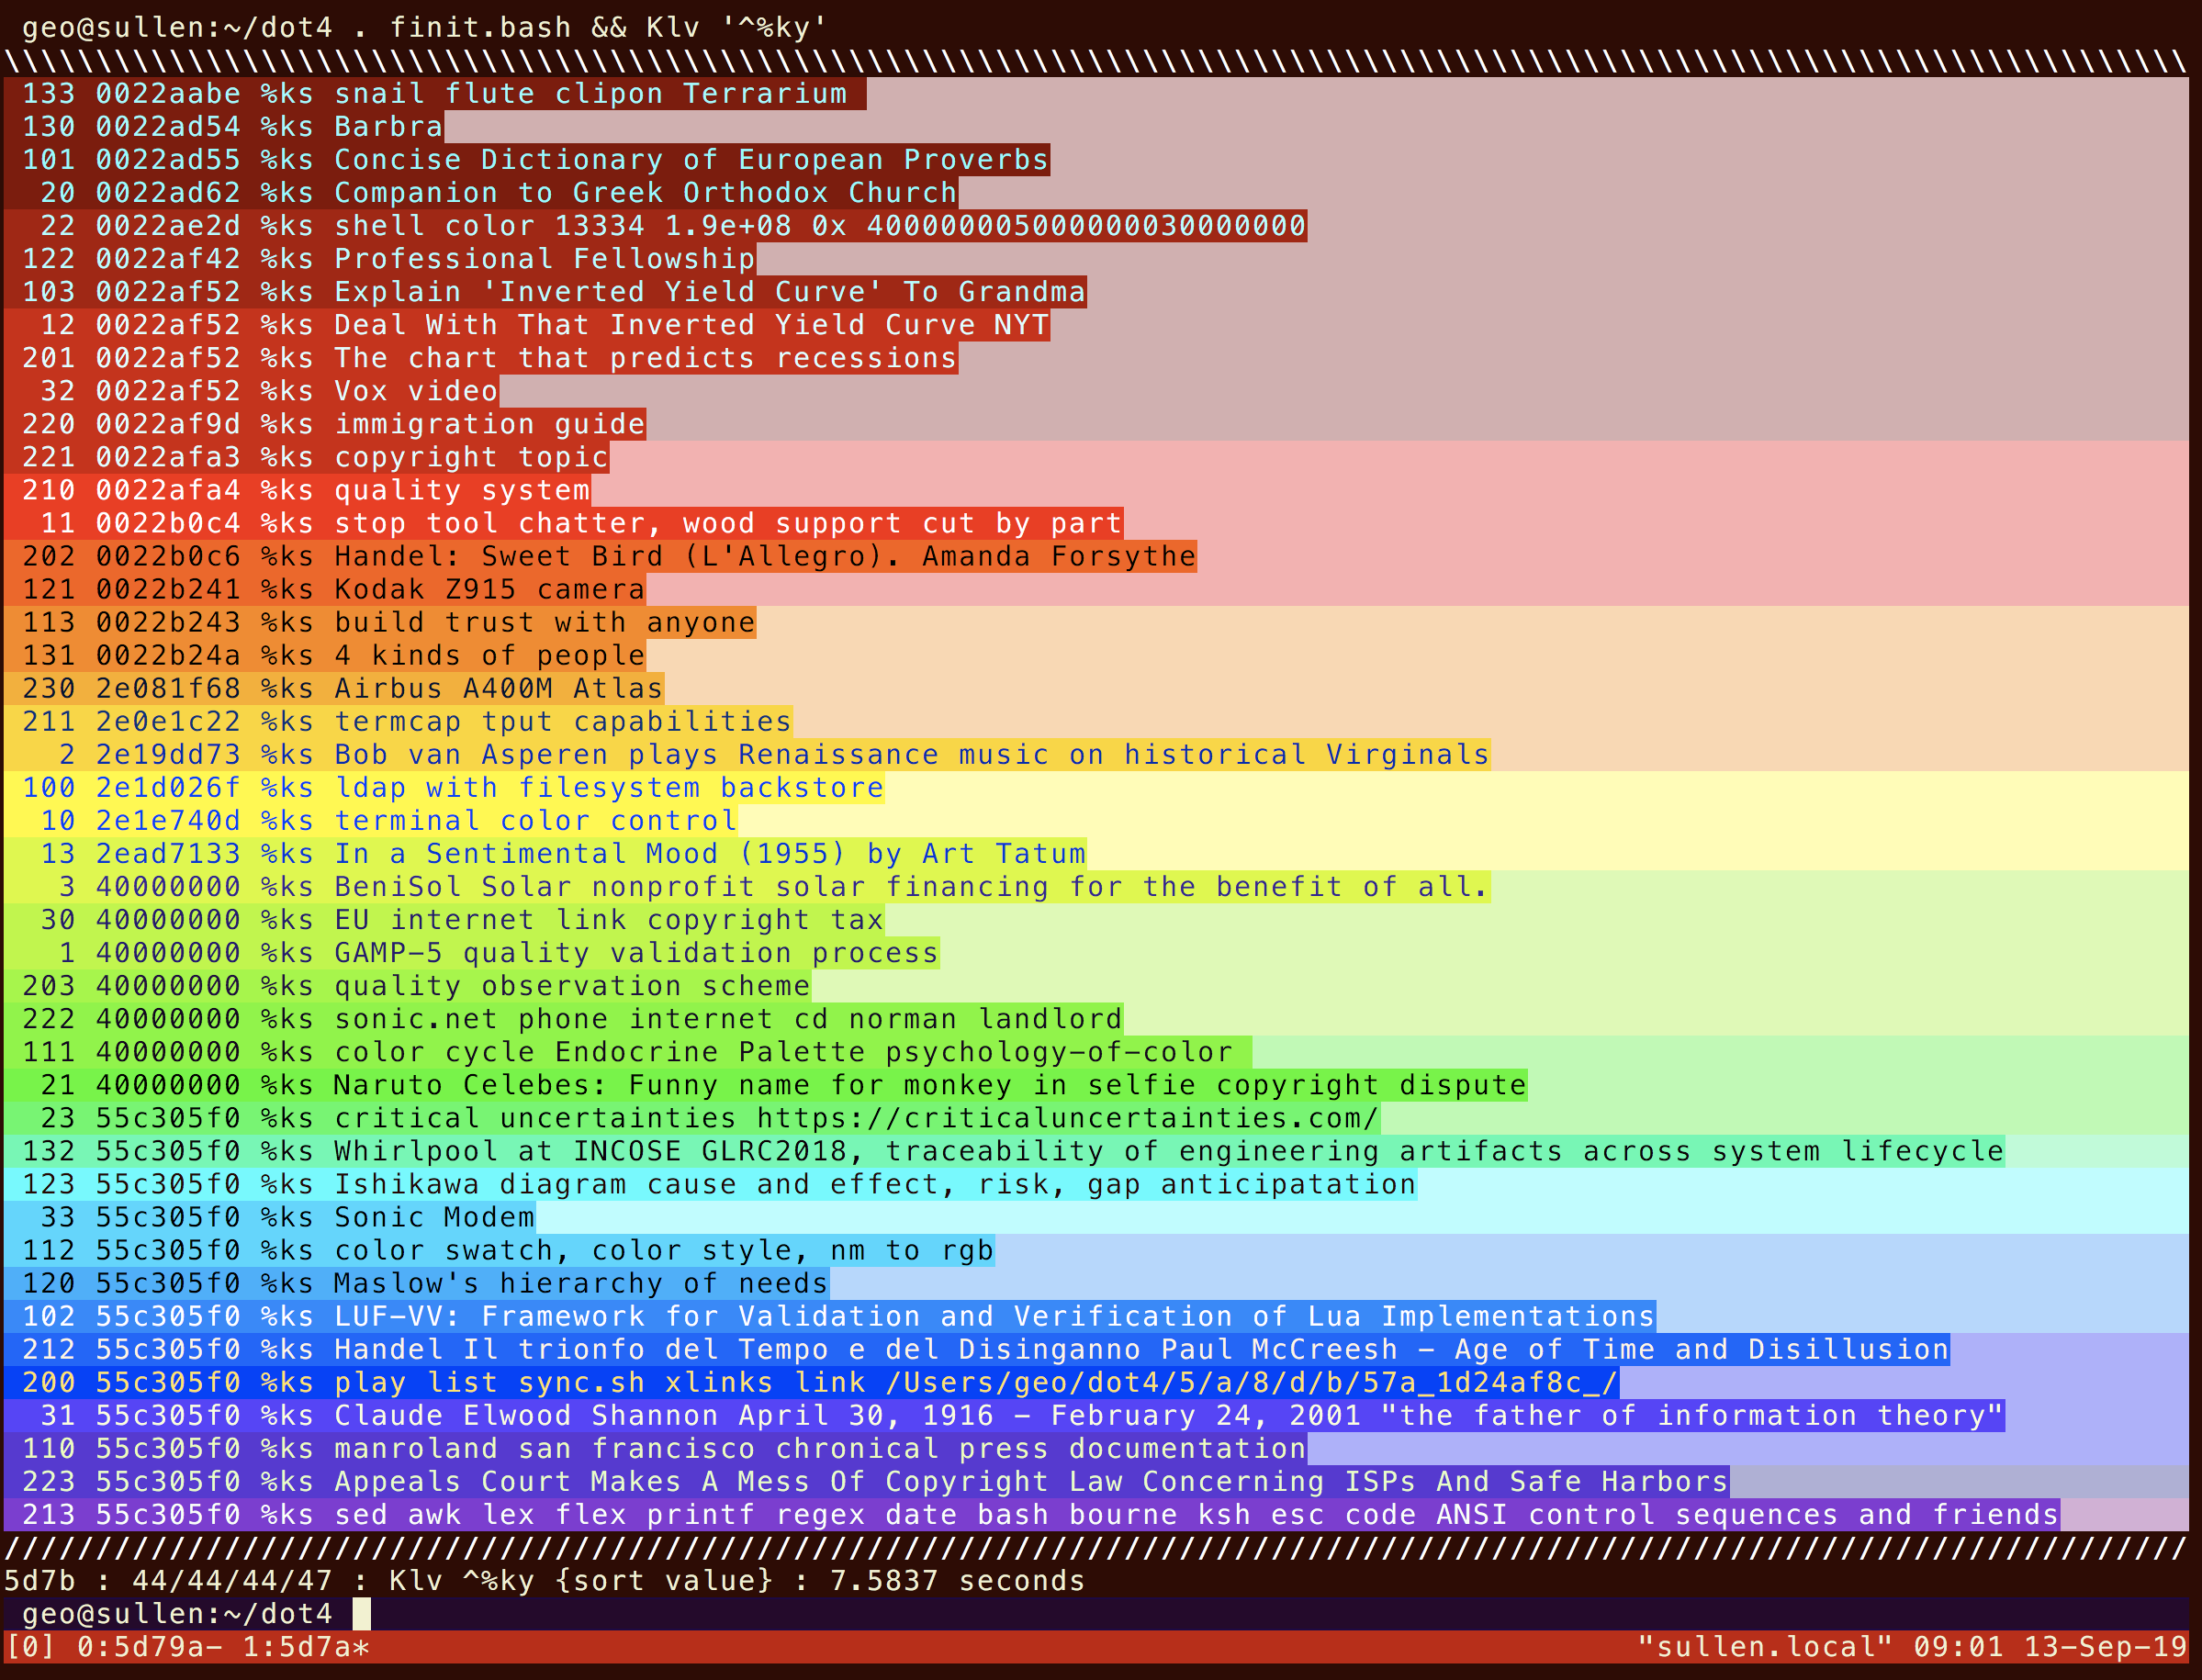 geo@sullen:~/dot4 . finit.bash && Klv '^%ky'
\\\\\\\\\\\\\\\\\\\\\\\\\\\\\\\\\\\\\\\\\\\\\\\\\\\\\\\\\\\\\\\\\\\\\\\\\\\\\\\\\\\\\\\\\\\\\\\\\\\\\\\\\\\\\\\\\\\\\\\
133 0022aabe %ks snail flute clipon Terrarium
130 0022ad54 %ks Barbra
101 0022ad55 %ks Concise Dictionary of European Proverbs
20 0022ad62 %ks Companion to Greek Orthodox Church
22 0022ae2d %ks shell color 13334 1.9e+08 0x 400000005000000030000000
122 0022af42 %ks Professional Fellowship
103 0022af52 %ks Explain 'Inverted Yield Curve' To Grandma
12 0022af52 %ks Deal With That Inverted Yield Curve NYT
201 0022af52 %ks The chart that predicts recessions
32 0022af52 %ks Vox video
220 0022af9d %ks immigration guide
221 0022afa3 %ks copyright topic
210 0022afa4 %ks quality system
11 0022b0c4 %ks stop tool chatter, wood support cut by part
202 0022b0c6 %ks Handel: Sweet Bird (L'Allegro). Amanda Forsythe
121 0022b241 %ks Kodak Z915 camera
113 0022b243 %ks build trust with anyone
131 0022b24a %ks 4 kinds of people
230 2e081f68 %ks Airbus A400M Atlas
211 2e0e1c22 %ks termcap tput capabilities
2 2e19dd73 %ks Bob van Asperen plays Renaissance music on historical Virginals
100 2e1d026f %ks ldap with filesystem backstore
10 2e1e740d %ks terminal color control
13 2ead7133 %ks In a Sentimental Mood (1955) by Art Tatum
3 40000000 %ks BeniSol Solar nonprofit solar financing for the benefit of all.
30 40000000 %ks EU internet link copyright tax
1 40000000 %ks GAMP-5 quality validation process
203 40000000 %ks quality observation scheme
222 40000000 %ks sonic.net phone internet cd norman landlord
111 40000000 %ks color cycle Endocrine Palette psychology-of-color
21 40000000 %ks Naruto Celebes: Funny name for monkey in selfie copyright dispute
23 55c305f0 %ks critical uncertainties https://criticaluncertainties.com/
132 55c305f0 %ks Whirlpool at INCOSE GLRC2018, traceability of engineering artifacts across system lifecycle
123 55c305f0 %ks Ishikawa diagram cause and effect, risk, gap anticipatation
33 55c305f0 %ks Sonic Modem
112 55c305f0 %ks color swatch, color style, nm to rgb
120 55c305f0 %ks Maslow's hierarchy of needs
102 55c305f0 %ks LUF-VV: Framework for Validation and Verification of Lua Implementations
212 55c305f0 %ks Handel Il trionfo del Tempo e del Disinganno Paul McCreesh - Age of Time and Disillusion
200 55c305f0 %ks play list sync.sh xlinks link /Users/geo/dot4/5/a/8/d/b/57a_1d24af8c_/
31 55c305f0 %ks Claude Elwood Shannon April 30, 1916 - February 24, 2001 "the father of information theory"
110 55c305f0 %ks manroland san francisco chronical press documentation
223 55c305f0 %ks Appeals Court Makes A Mess Of Copyright Law Concerning ISPs And Safe Harbors
213 55c305f0 %ks sed awk lex flex printf regex date bash bourne ksh esc code ANSI control sequences and friends
///////////////////////////////////////////////////////////////////////////////////////////////////////////////////////
5d7b : 44/44/44/47 : Klv ^%ky {sort value} : 7.5837 seconds
geo@sullen:~/dot4
[0] 0:5d79a- 1:5d7a* "sullen.local" 09:01 13-Sep-19